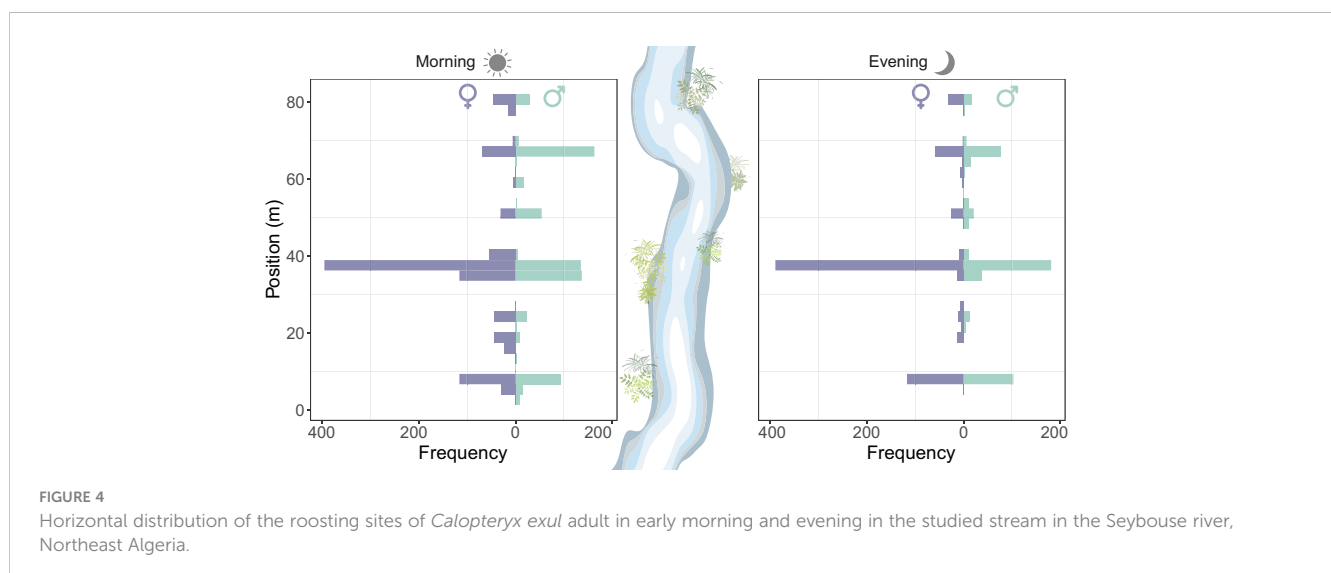 Morning
Evening
♀ ♂
♀ ♂
Position (m)
80
60
40
20
0
400 200 0 200
400 200 0 200
Frequency
Frequency
FIGURE 4
Horizontal distribution of the roosting sites of Calopteryx exul adult in early morning and evening in the studied stream in the Seybouse river,
Northeast Algeria.